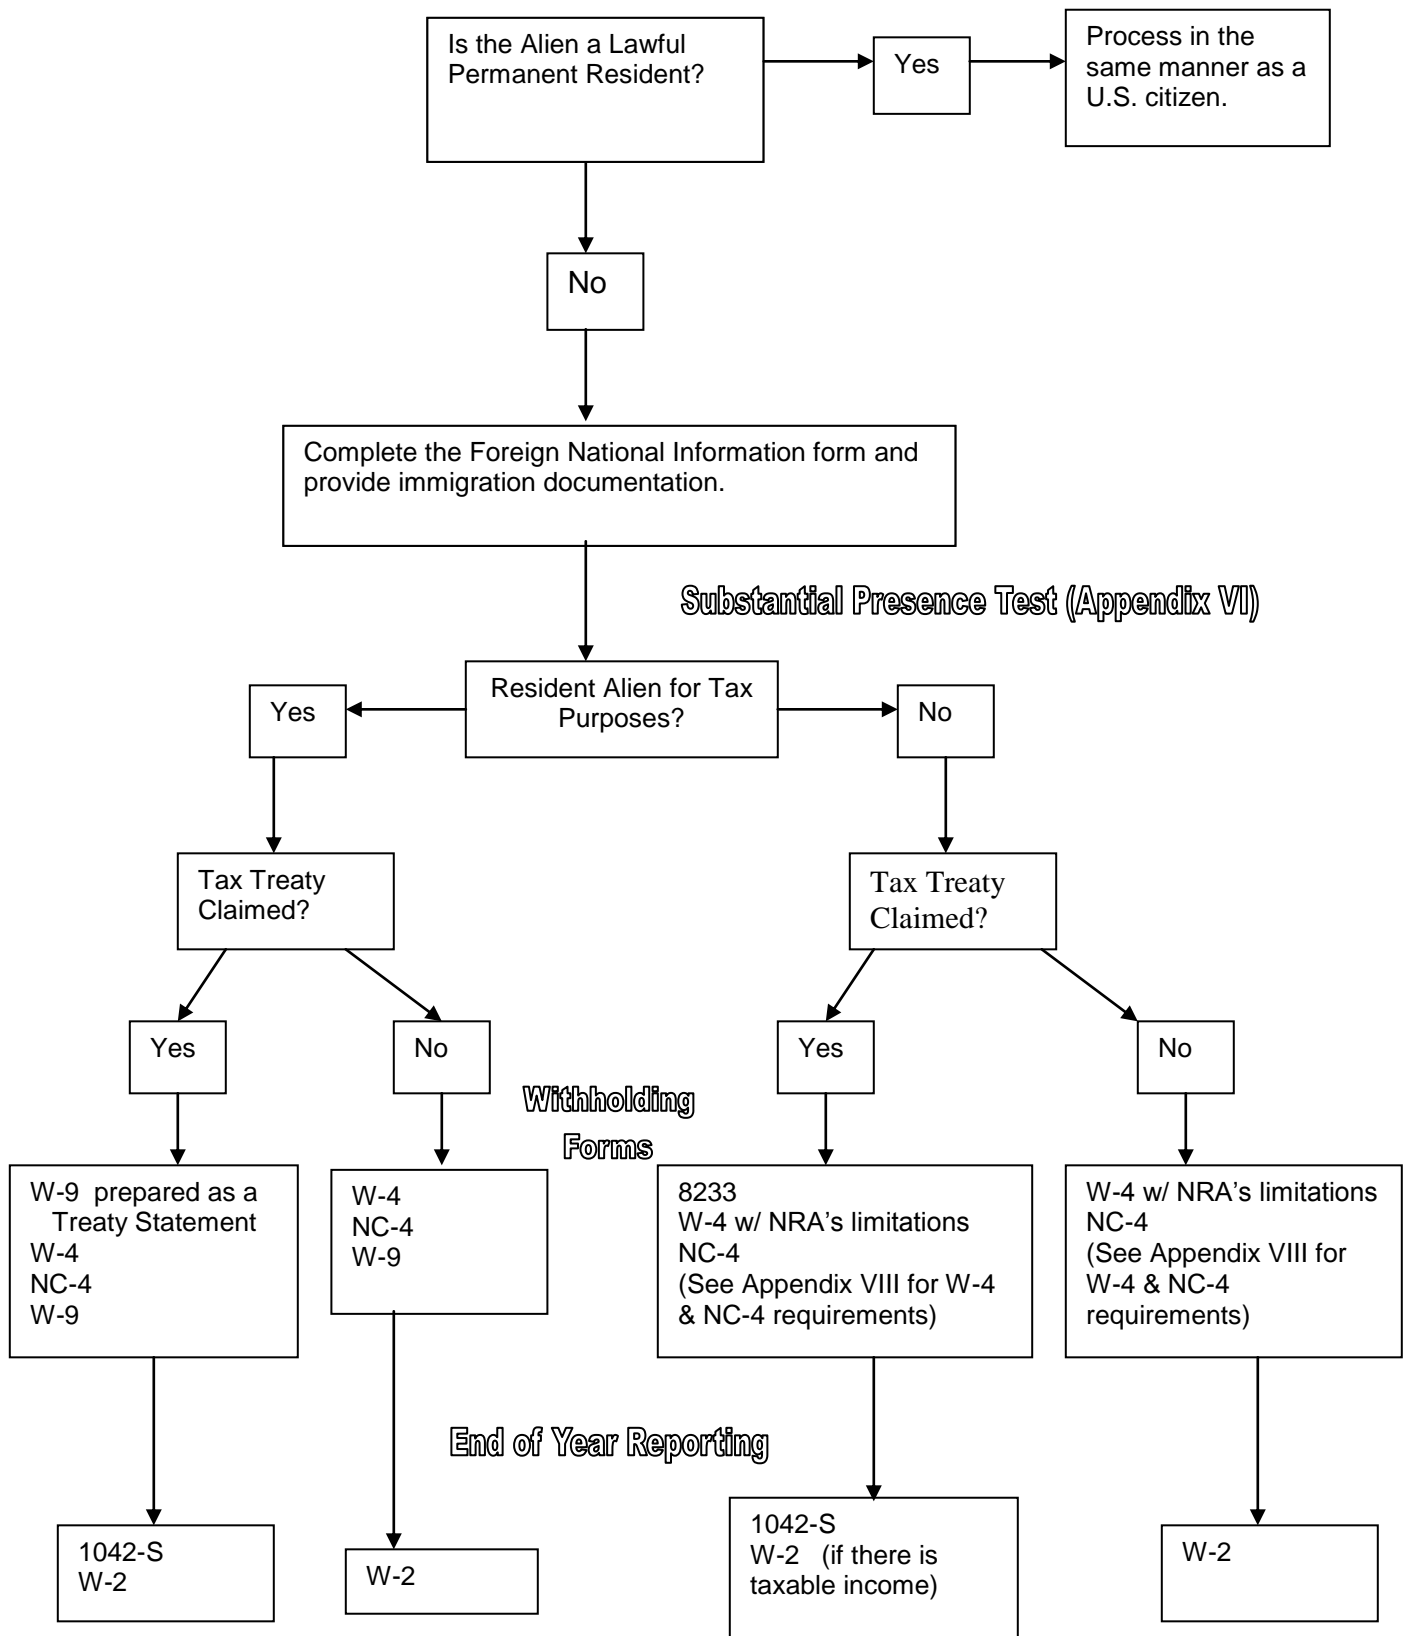 Is the Alien a Lawful
Permanent Resident?
Yes
Process in the
same manner as a
U.S. citizen.
No
Complete the Foreign National Information form and
provide immigration documentation.
Substantial Presence Test (Appendix VI)
Resident Alien for Tax
Purposes?
Yes
No
Tax Treaty
Claimed?
Tax Treaty
Claimed?
Yes
No
Yes
No
Withholding
Forms
W-9 prepared as a
Treaty Statement
W-4
NC-4
W-9
W-4
NC-4
W-9
8233
W-4 w/ NRA's limitations
NC-4
(See Appendix VIII for W-4
& NC-4 requirements)
W-4 w/ NRA's limitations
NC-4
(See Appendix VIII for
W-4 & NC-4
requirements)
End of Year Reporting
1042-S
W-2
W-2
1042-S
W-2 (if there is
taxable income)
W-2